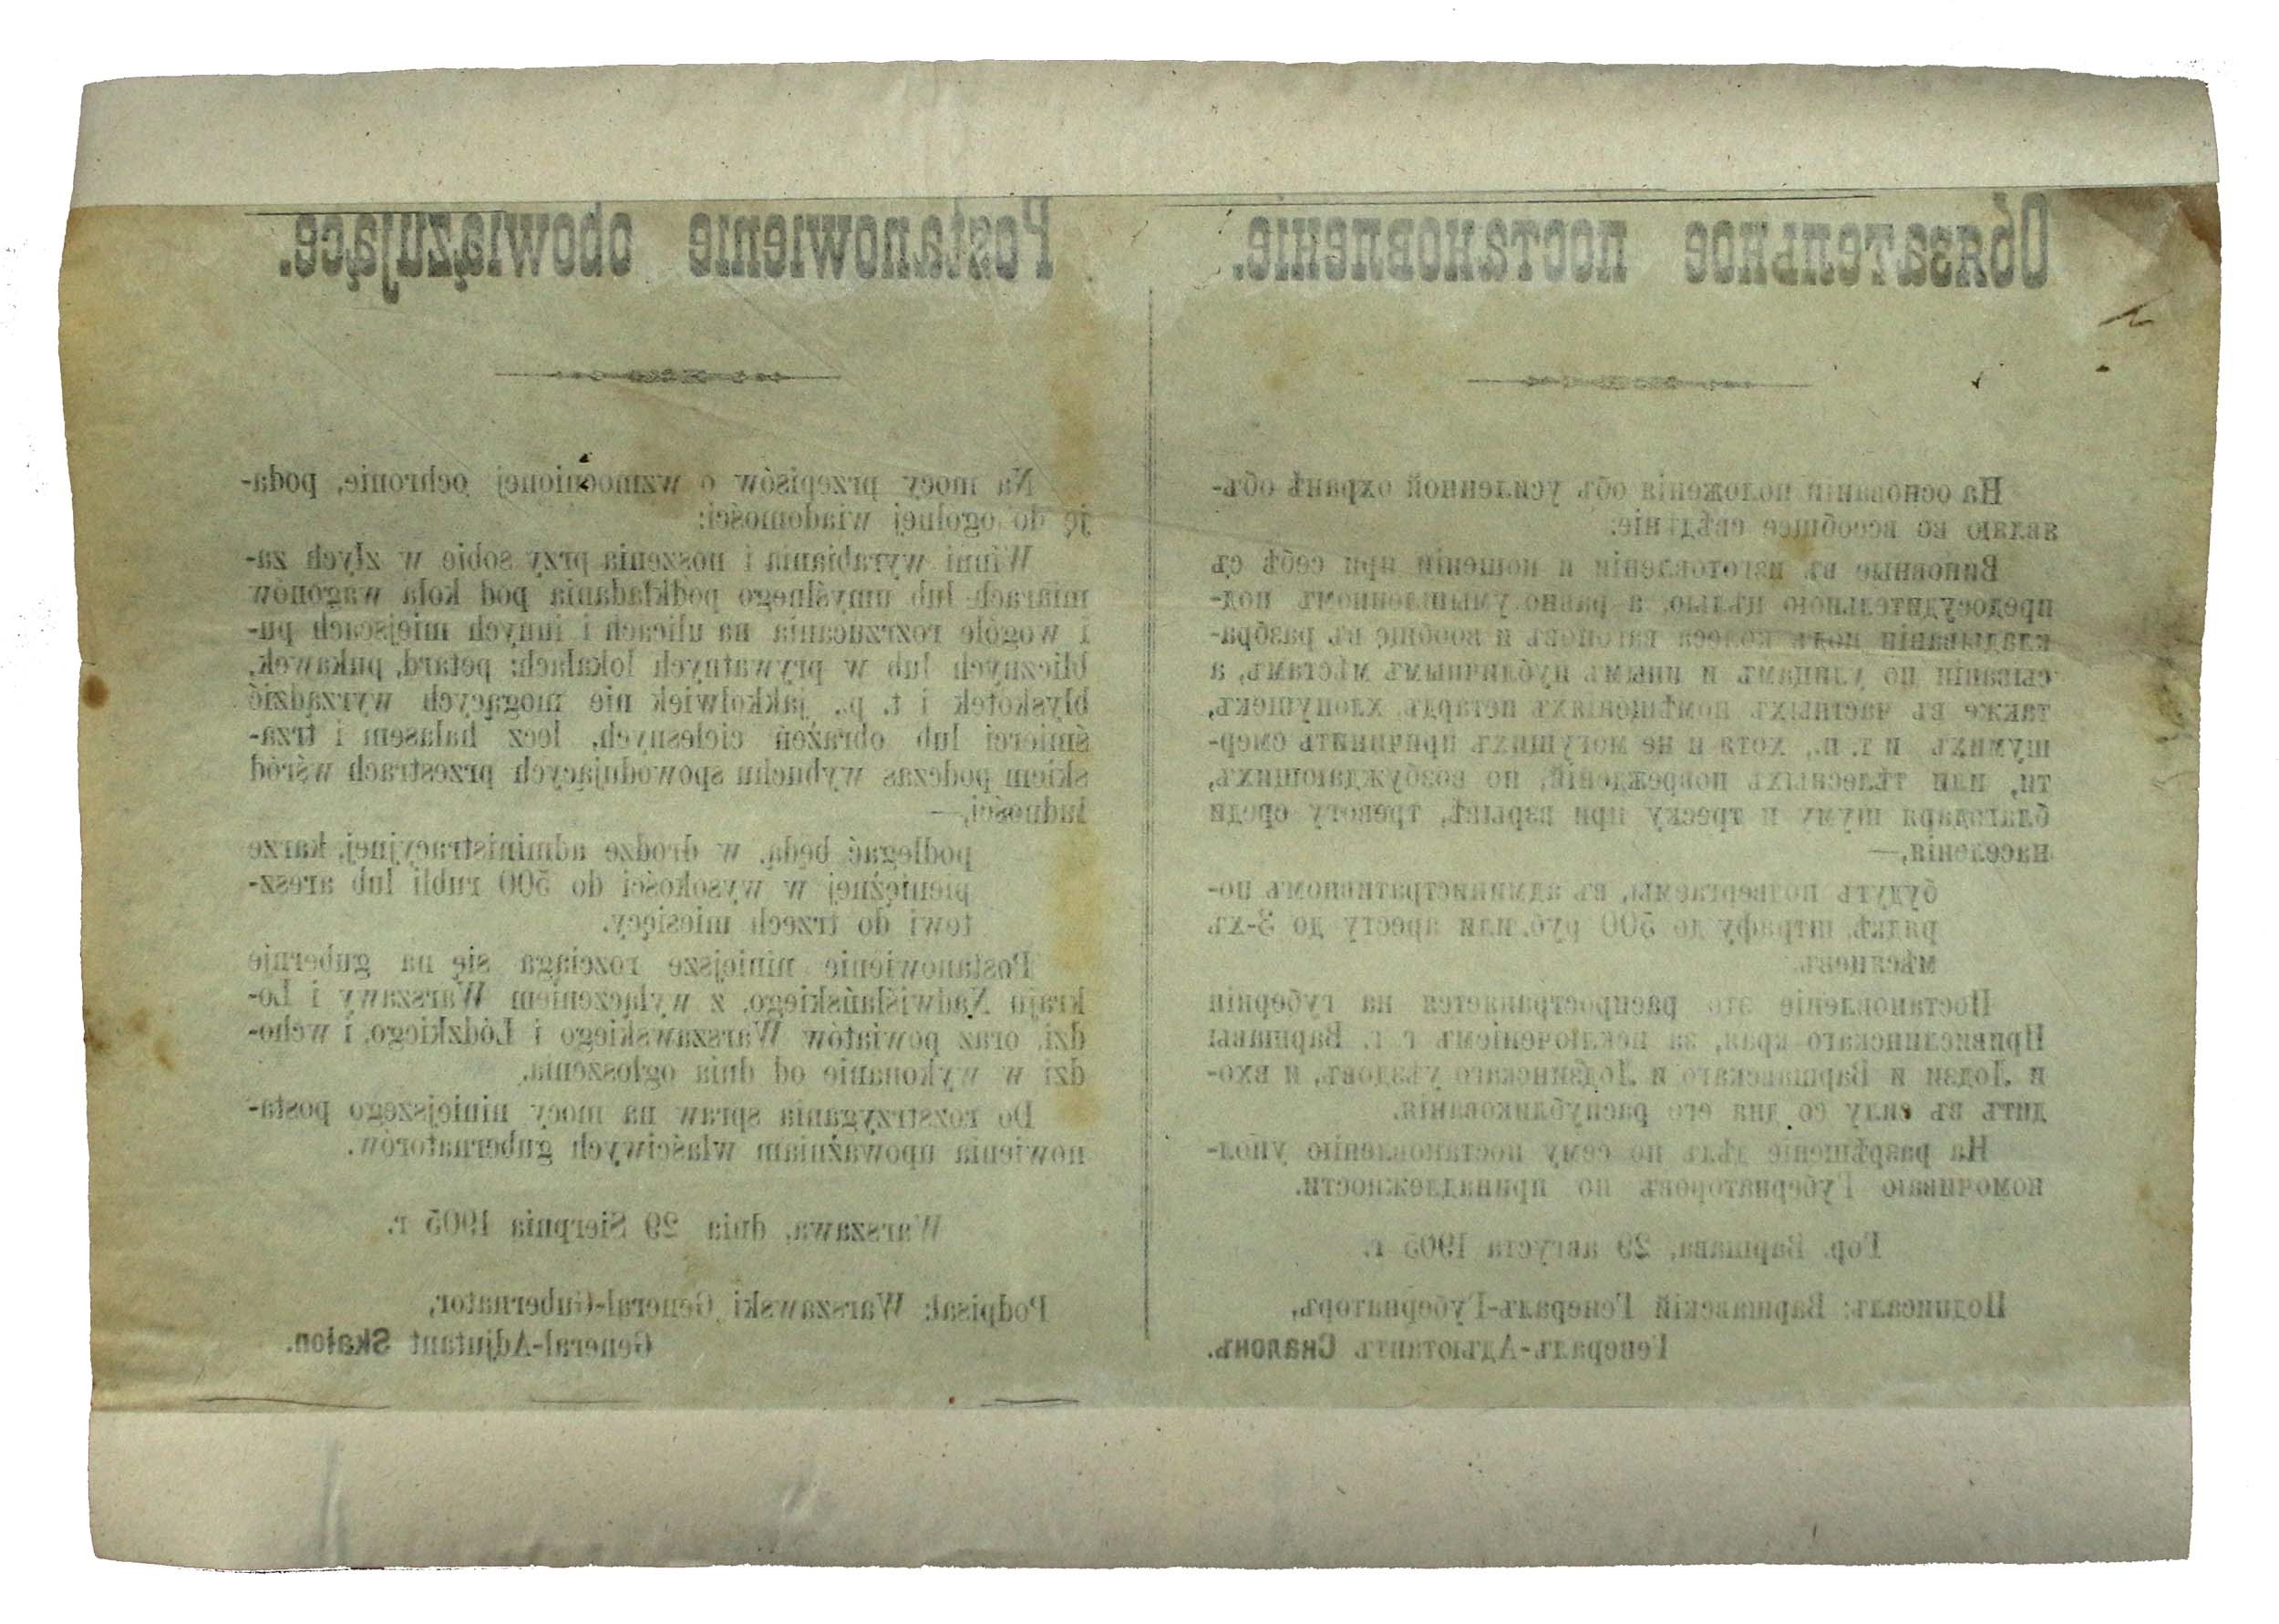 Обязательное постановленіе.
На основаніи положенія объ усиленной охранѣ объ-
являю во всеобщее свѣдѣніе:
Виновные въ изготовленіи и ношеніи при себѣ съ
предосудительною цѣлью, а равно умышленномъ под-
кладываніи подъ колеса вагоновъ и вообще въ разбра-
сываніи по улицамъ и инымъ публичнымъ мѣстамъ, а
также въ частныхъ помѣщеніяхъ петардъ, хлопушекъ,
шумихъ и т. п., хотя и не могущихъ причинить смер-
ти, или тѣлесныхъ поврежденій, но возбуждающихъ,
благодаря шуму и треску при взрывѣ, тревогу среди
населенія,—
будутъ подвергаемы, въ административномъ по-
рядкѣ, штрафу до 500 руб. или аресту до 3-хъ
мѣсяцевъ.
Постановленіе это распространяется на губерніи
Привислинскаго края, за исключеніемъ г. г. Варшавы
и Лодзи и Варшавскаго и Лодзинскаго уѣздовъ, и вхо-
дитъ въ силу со дня его распубликованія.
На разрѣшеніе дѣлъ по сему постановленію упол-
номочиваю Губернаторовъ по принадлежности.
Гор. Варшава, 29 августа 1905 г.
Подписалъ: Варшавскій Генералъ-Губернаторъ,
Генералъ-Адъютантъ Скалонъ.
Postanowienie obowiązujące.
Na mocy przepisów o wzmocnionej ochronie, poda-
ję do ogolnej wiadomości:
Winni wyrabiania i noszenia przy sobie w złych za-
miarach lub umyślnego podkładania pod koła wagonów
i wogóle rozrzucania na ulicach i innych miejscach pu-
blicznych lub w prywatnych lokalach: petard, pukawek,
błyskotek i t. p., jakkolwiek nie mogących wyrządzić
śmierci lub obrażeń cielesnych, lecz hałasem i trza-
skiem podczas wybuchu spowodujących przestrach wśród
ludności,—
podlegać będą, w drodze administracyjnej, karze
pieniężnej w wysokości do 500 rubli lub aresz-
towi do trzech miesięcy.
Postanowienie niniejsze rozciąga się na gubernie
kraju Nadwiślańskiego, z wyłączeniem Warszawy i Ło-
dzi, oraz powiatów Warszawskiego i Łódzkiego, i wcho-
dzi w wykonanie od dnia ogłoszenia.
Do rozstrzygania spraw na mocy niniejszego posta-
nowienia upoważniam właściwych gubernatorów.
Warszawa, dnia 29 Sierpnia 1905 r.
Podpisał: Warszawski General-Gubernator,
General-Adjutant Skałon.